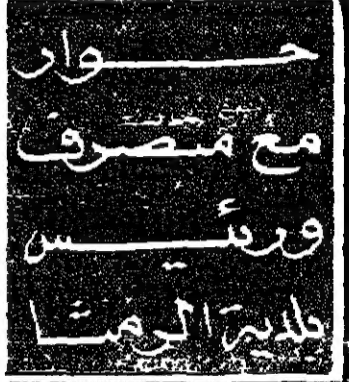 حوار
مع متصرف
ورئيس
بلدية الرمثا